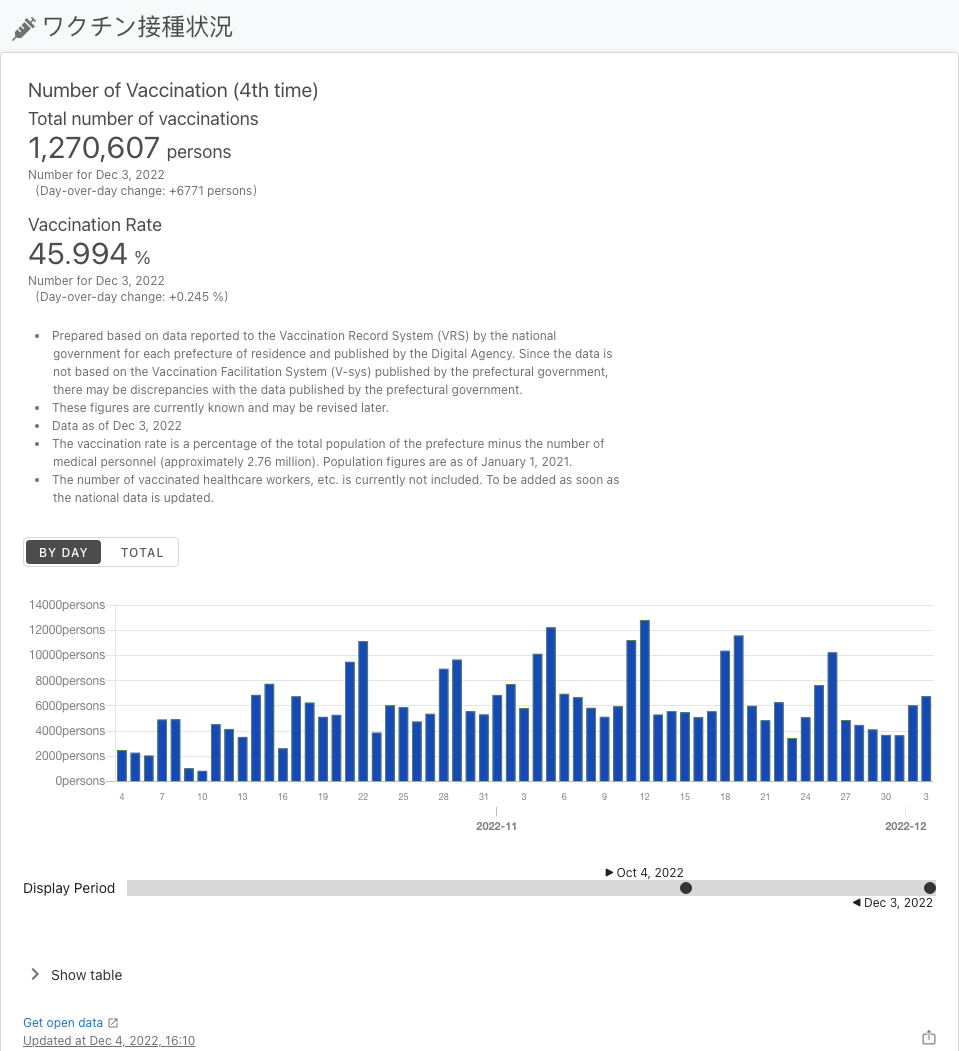 ワクチン接種状況
Number of Vaccination (4th time)
Total number of vaccinations
1,270,607 persons
Number for Dec 3, 2022
(Day-over-day change: +6771 persons)
Vaccination Rate
45.994 %
Number for Dec 3, 2022
(Day-over-day change: +0.245 %)
• Prepared based on data reported to the Vaccination Record System (VRS) by the national
government for each prefecture of residence and published by the Digital Agency. Since the data is
not based on the Vaccination Facilitation System (V-sys) published by the prefectural government,
there may be discrepancies with the data published by the prefectural government.
• These figures are currently known and may be revised later.
• Data as of Dec 3, 2022
• The vaccination rate is a percentage of the total population of the prefecture minus the number of
medical personnel (approximately 2.76 million). Population figures are as of January 1, 2021.
• The number of vaccinated healthcare workers, etc. is currently not included. To be added as soon as
the national data is updated.
BY DAY TOTAL
14000persons
12000persons
10000persons
8000persons
6000persons
4000persons
2000persons
0persons
4 7 10 13 16 19 22 25 28 31 3 6 9 12 15 18 21 24 27 30 3
2022-11 2022-12
Oct 4, 2022
Display Period
Dec 3, 2022
Show table
Get open data
Updated at Dec 4, 2022, 16:10